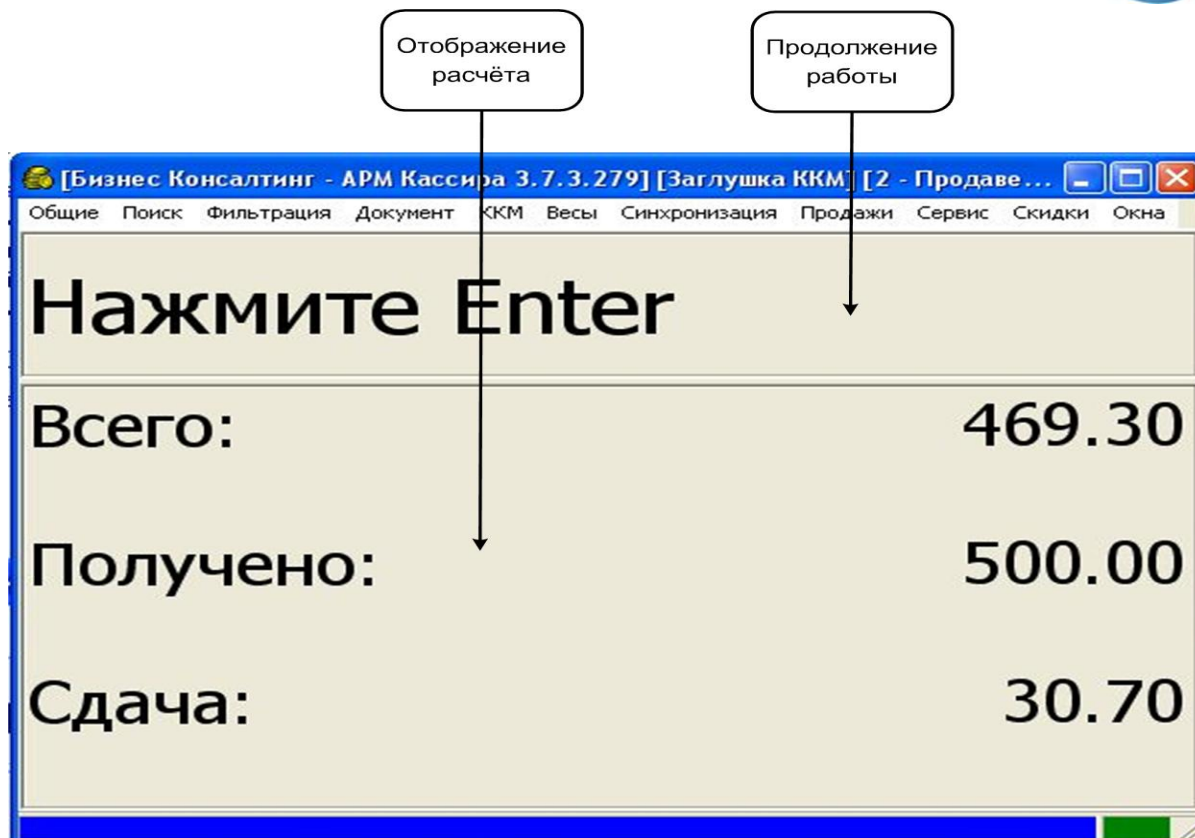 Отображение
расчёта
Продолжение
работы
[Бизнес Консалтинг - АРМ Кассира 3.7.3.279] [Заглушка ККМ] [2 - Продаве...
Общие Поиск Фильтрация Документ ККМ Весы Синхронизация Продажи Сервис Скидки Окна
Нажмите Enter
Всего: 469.30
Получено: 500.00
Сдача: 30.70